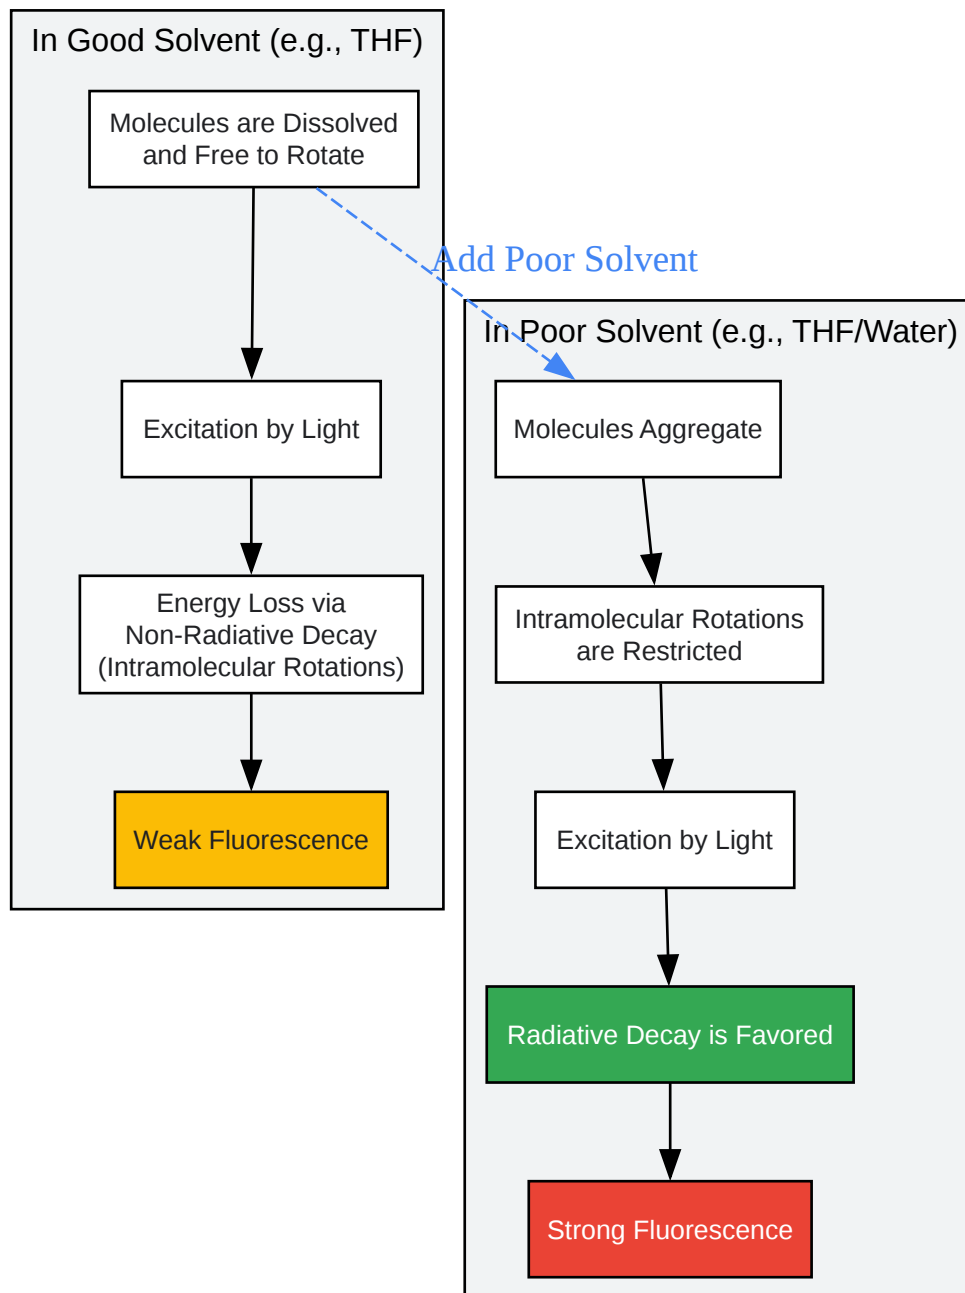 In Good Solvent (e.g., THF)
Molecules are Dissolved
and Free to Rotate
Excitation by Light
Energy Loss via
Non-Radiative Decay
(Intramolecular Rotations)
Weak Fluorescence
Add Poor Solvent
In Poor Solvent (e.g., THF/Water)
Molecules Aggregate
Intramolecular Rotations
are Restricted
Excitation by Light
Radiative Decay is Favored
Strong Fluorescence